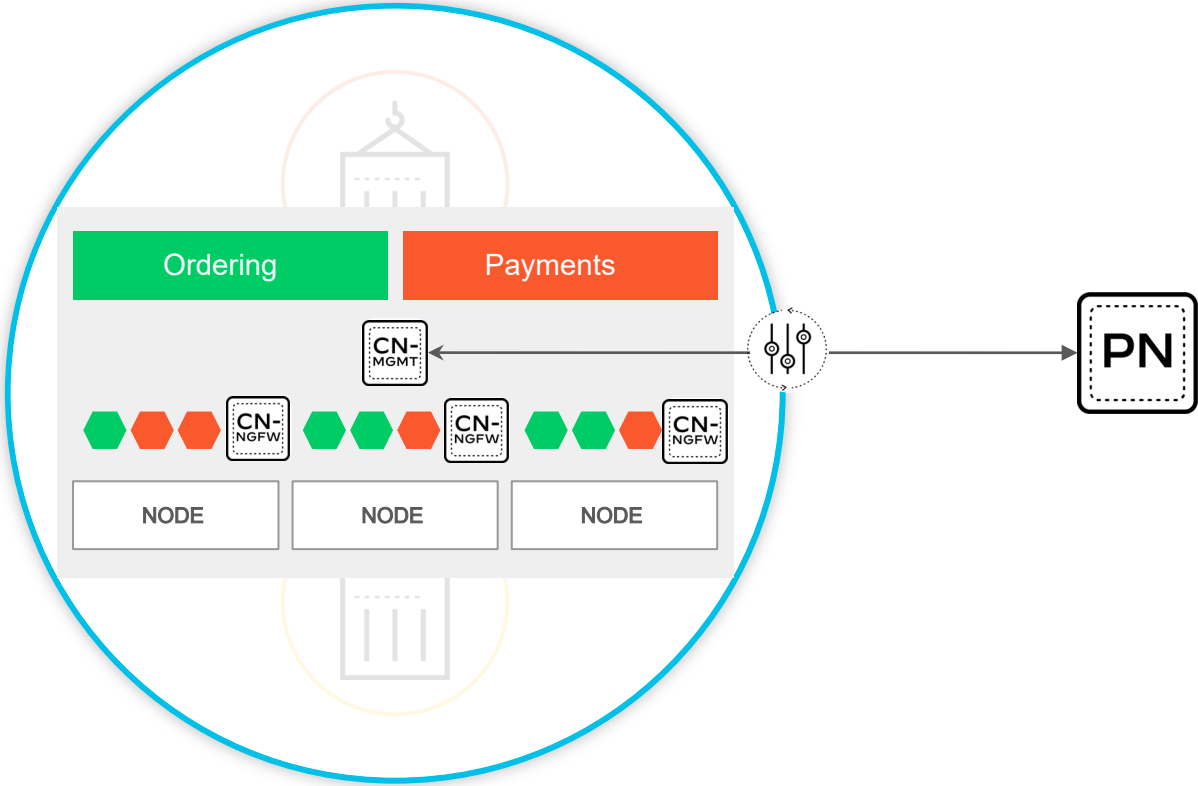 Ordering
Payments
CN-
MGMT
PN
CN-
NGFW
CN-
NGFW
CN-
NGFW
NODE
NODE
NODE